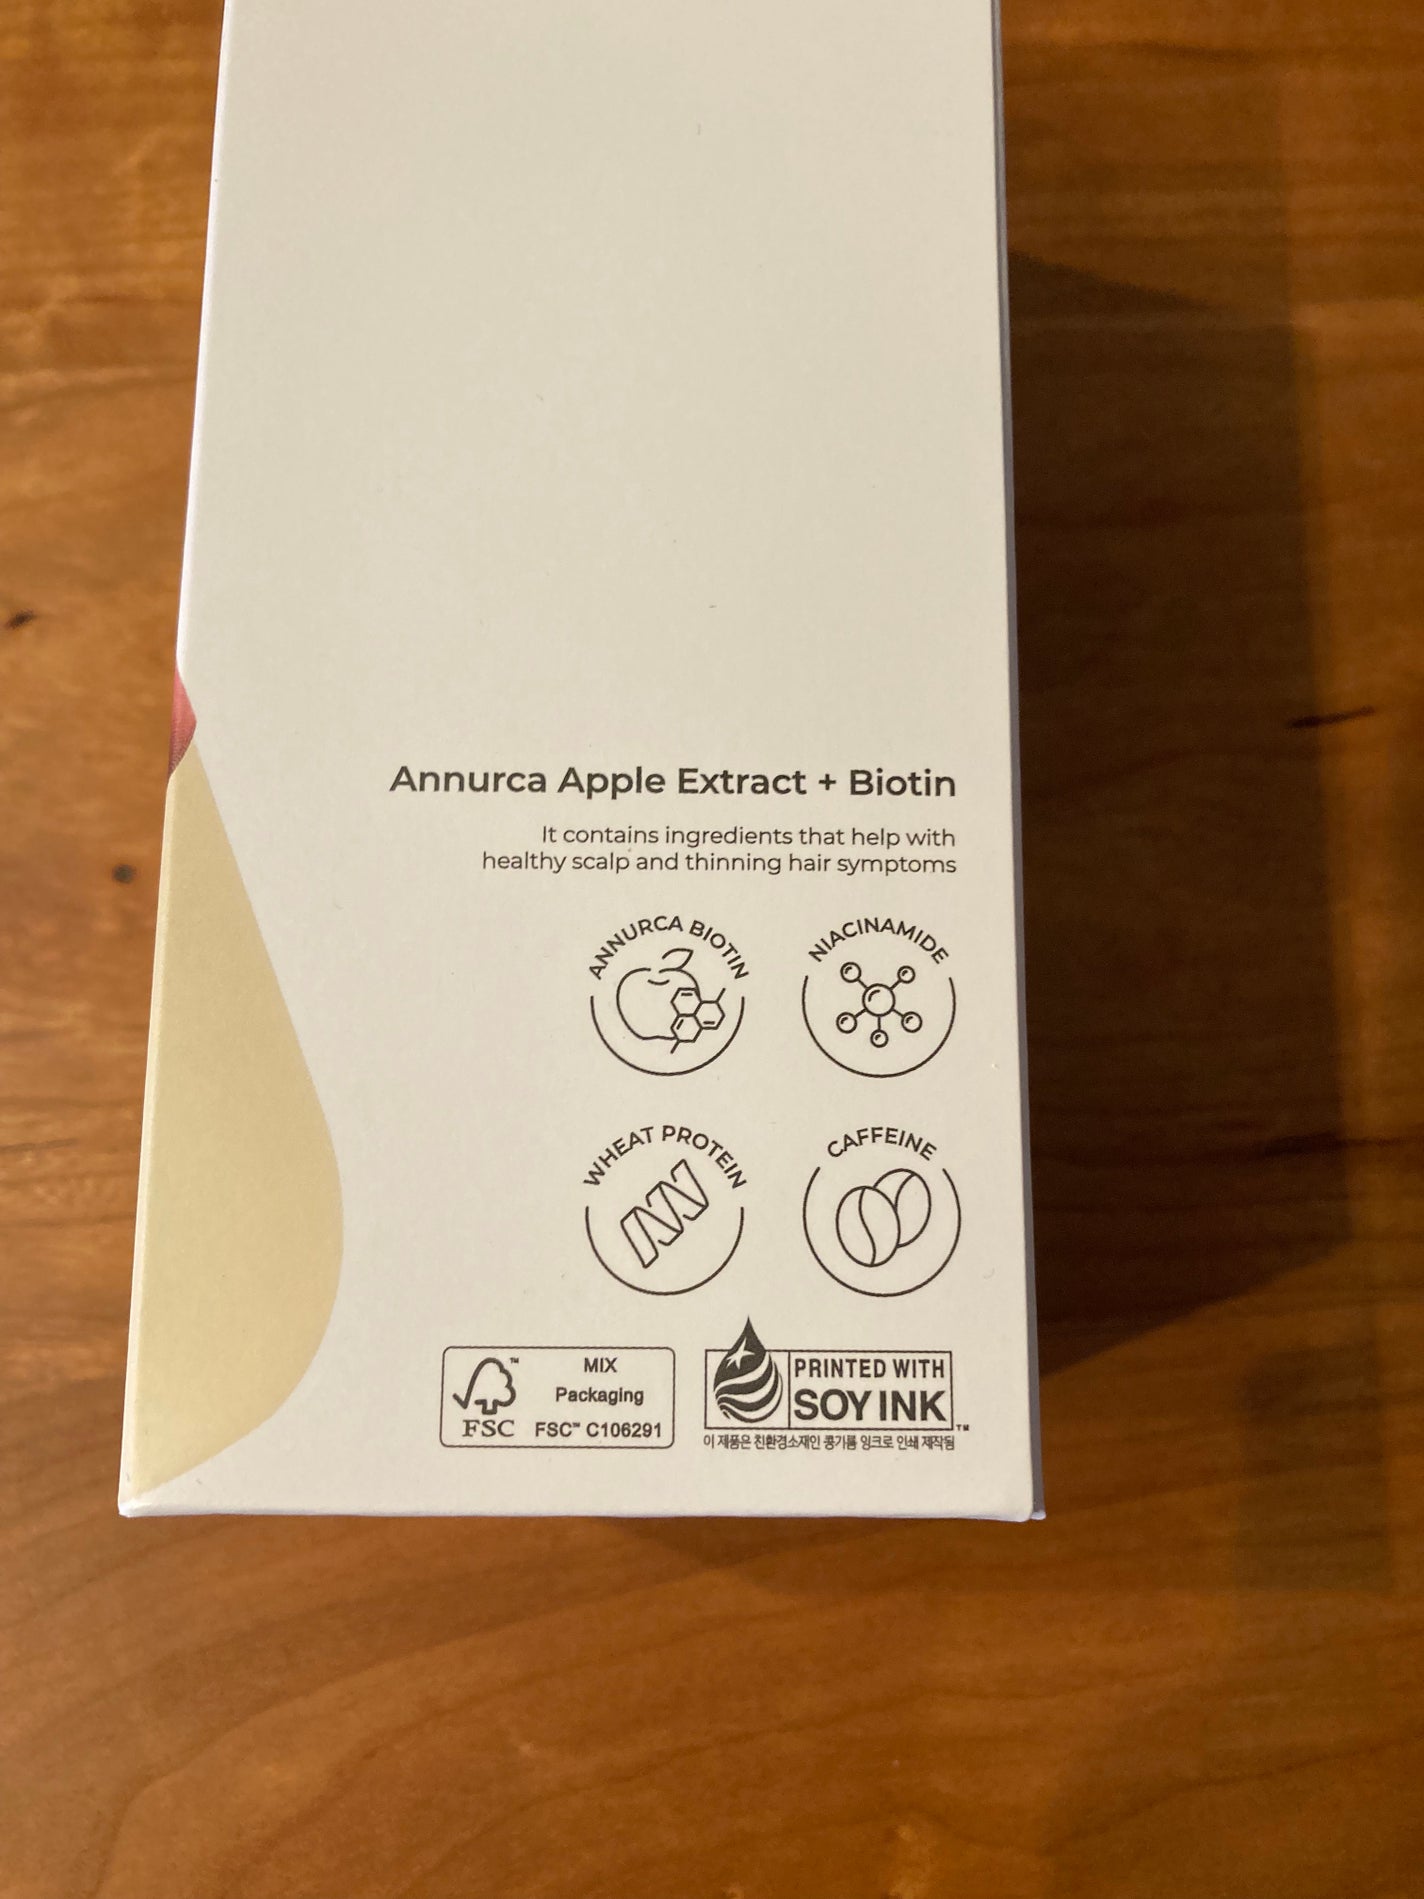 Annurca Apple Extract + Biotin
It contains ingredients that help with
healthy scalp and thinning hair symptoms
ANNURCA BIOTIN
NIACINAMIDE
WHEAT PROTEIN
CAFFEINE
FSC™
MIX
Packaging
FSC™ C106291
PRINTED WITH
SOY INK™
이 제품은 친환경소재인 콩기름 잉크로 인쇄 제작됨